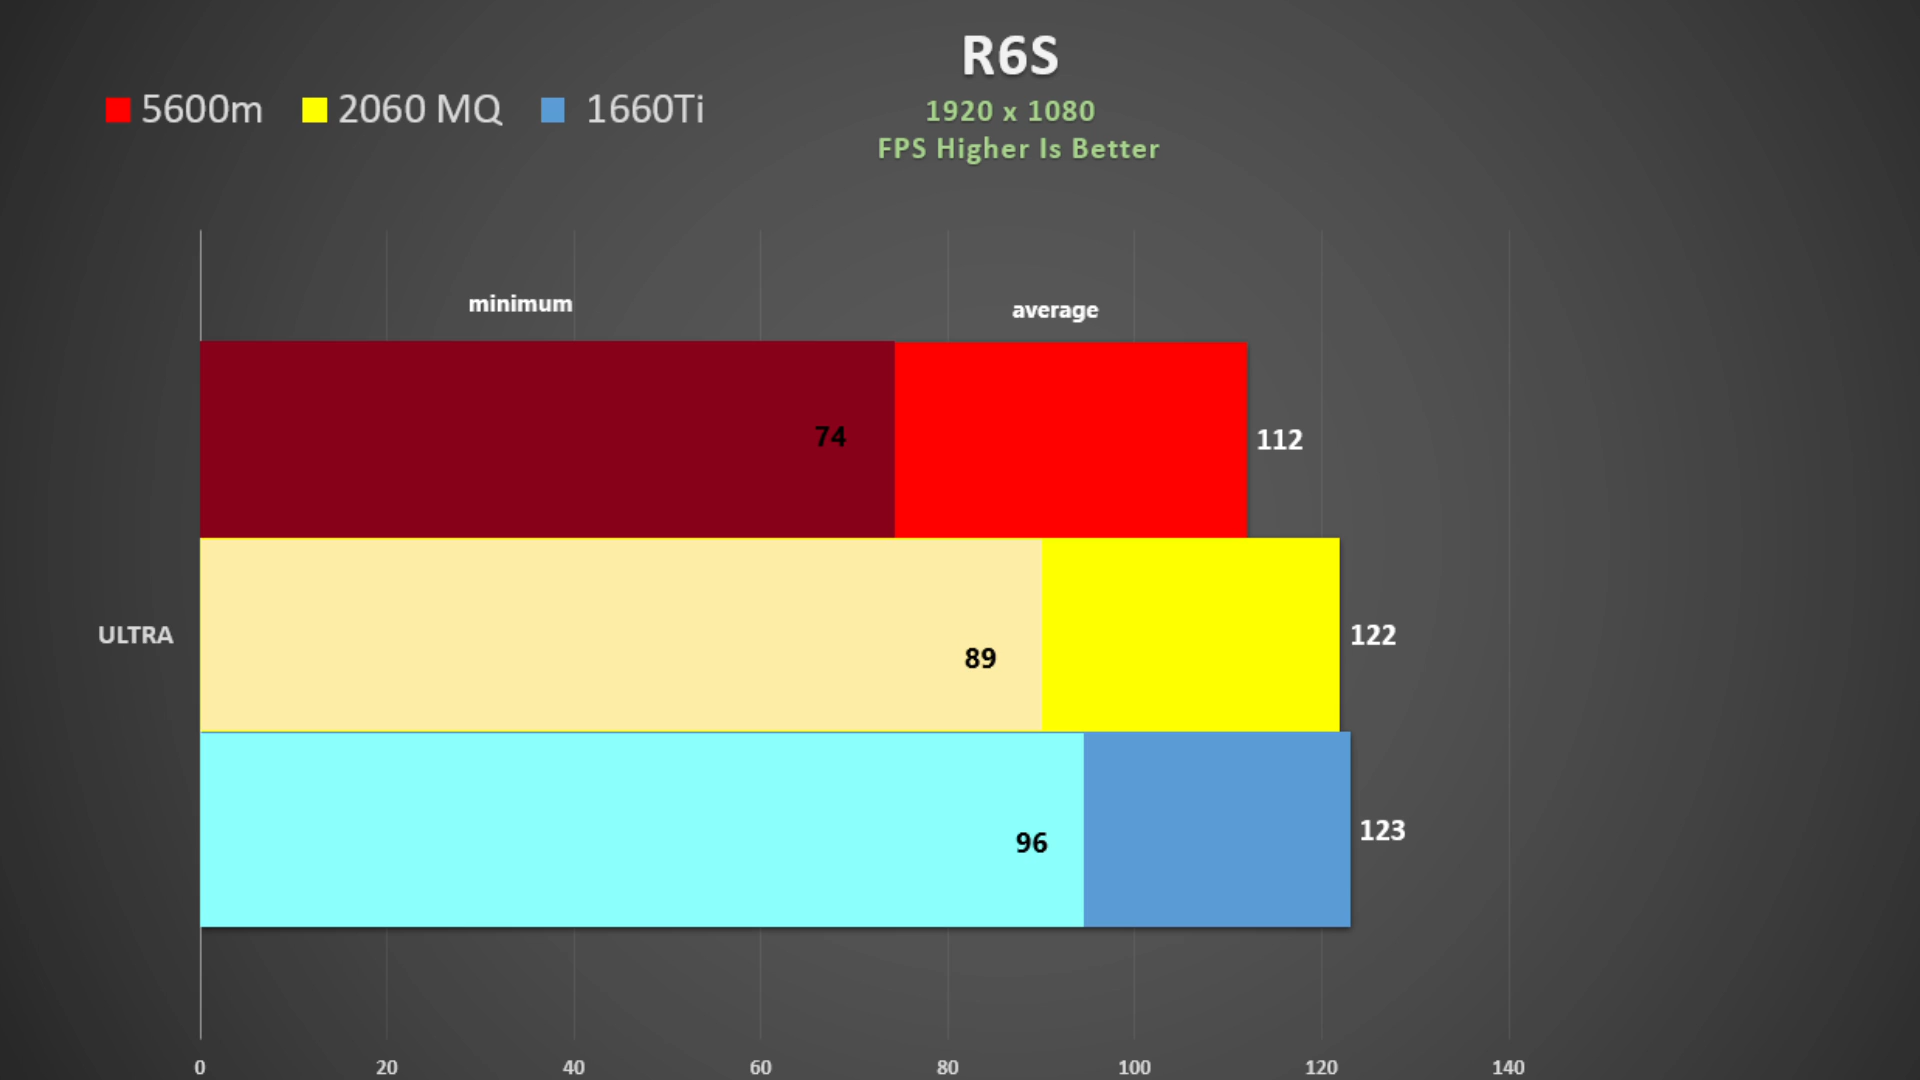 R6S
5600m 2060 MQ 1660Ti
1920 x 1080
FPS Higher Is Better
minimum
average
74
112
ULTRA
89
122
96
123
0 20 40 60 80 100 120 140